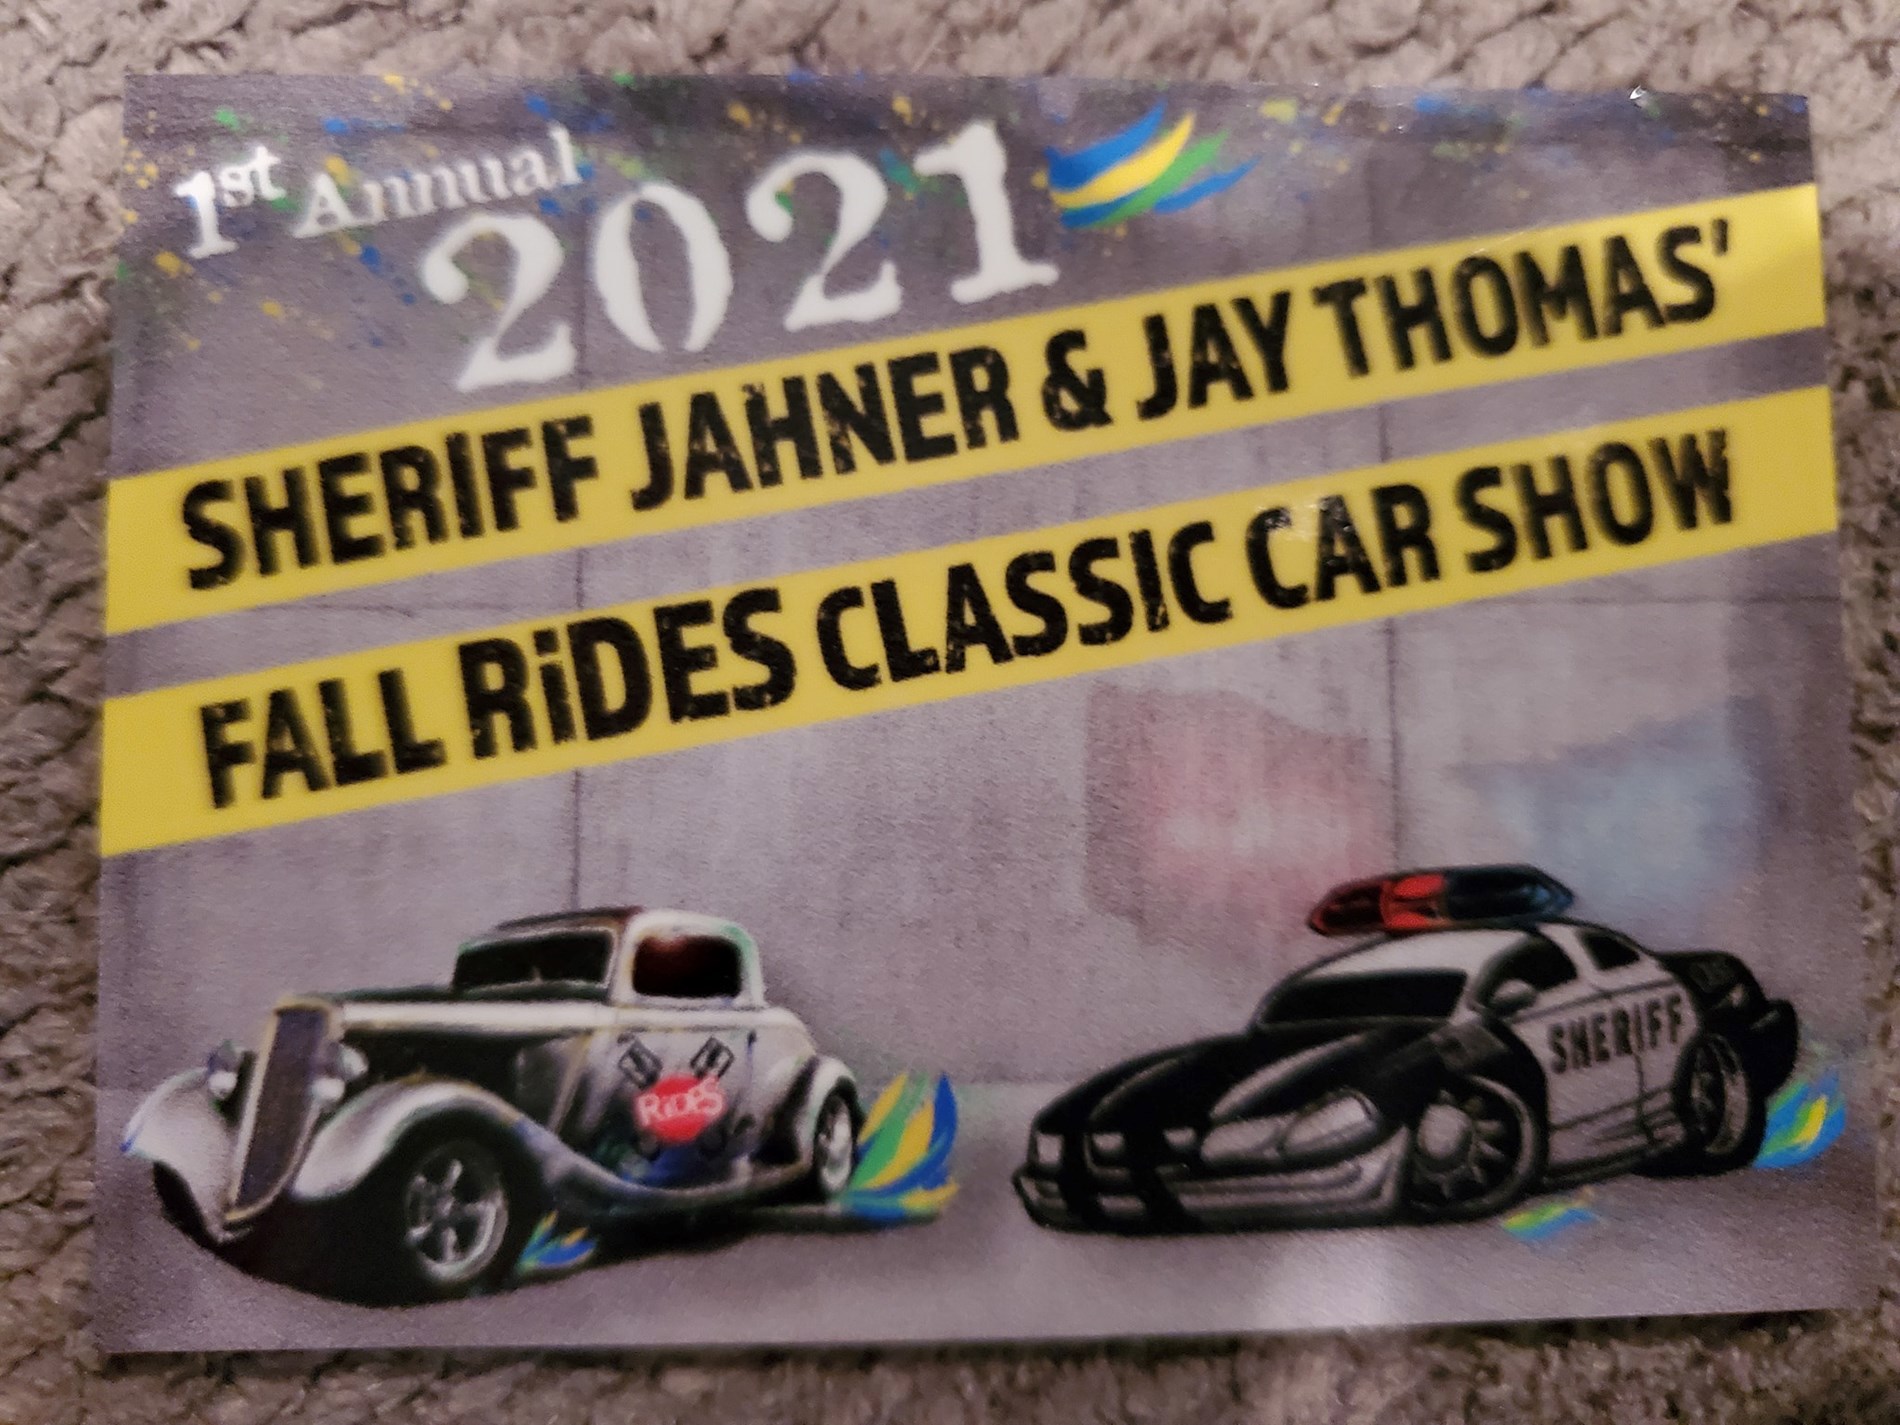 1st Annual
2021
SHERIFF JAHNER & JAY THOMAS'
FALL RiDES CLASSIC CAR SHOW
RiDES
SHERIFF